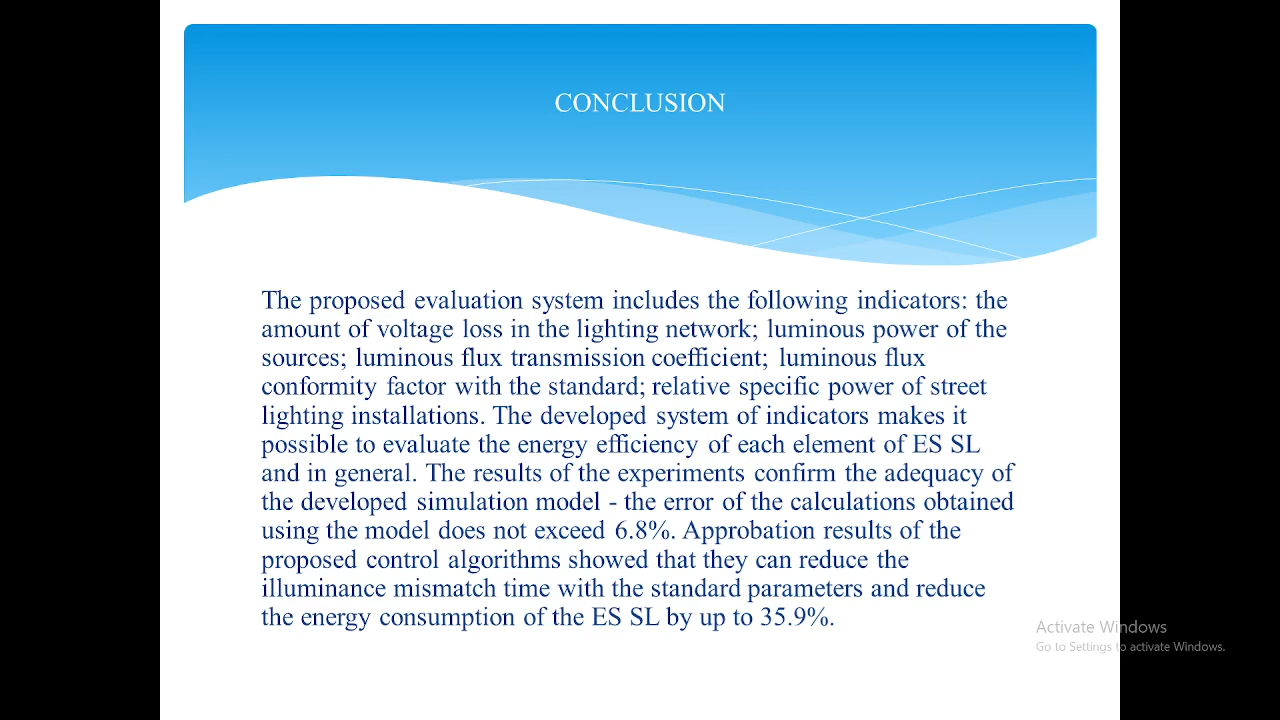 CONCLUSION
The proposed evaluation system includes the following indicators: the
amount of voltage loss in the lighting network; luminous power of the
sources; luminous flux transmission coefficient; luminous flux
conformity factor with the standard; relative specific power of street
lighting installations. The developed system of indicators makes it
possible to evaluate the energy efficiency of each element of ES SL
and in general. The results of the experiments confirm the adequacy of
the developed simulation model - the error of the calculations obtained
using the model does not exceed 6.8%. Approbation results of the
proposed control algorithms showed that they can reduce the
illuminance mismatch time with the standard parameters and reduce
the energy consumption of the ES SL by up to 35.9%.
Activate Windows
Go to Settings to activate Windows.